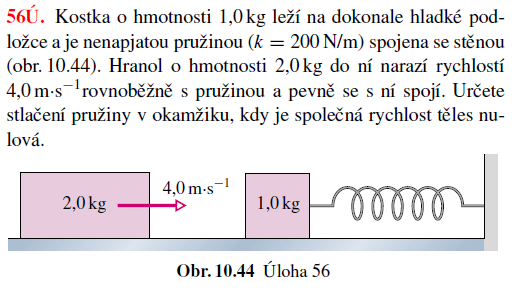 56Ú. Kostka o hmotnosti 1,0 kg leží na dokonale hladké pod-
ložce a je nenapjatou pružinou (k = 200 N/m) spojena se stěnou
(obr. 10.44). Hranol o hmotnosti 2,0 kg do ní narazí rychlostí
4,0 m·s⁻¹rovnoběžně s pružinou a pevně se s ní spojí. Určete
stlačení pružiny v okamžiku, kdy je společná rychlost těles nu-
lová.
4,0 m·s⁻¹
2,0 kg
1,0 kg
Obr. 10.44 Úloha 56